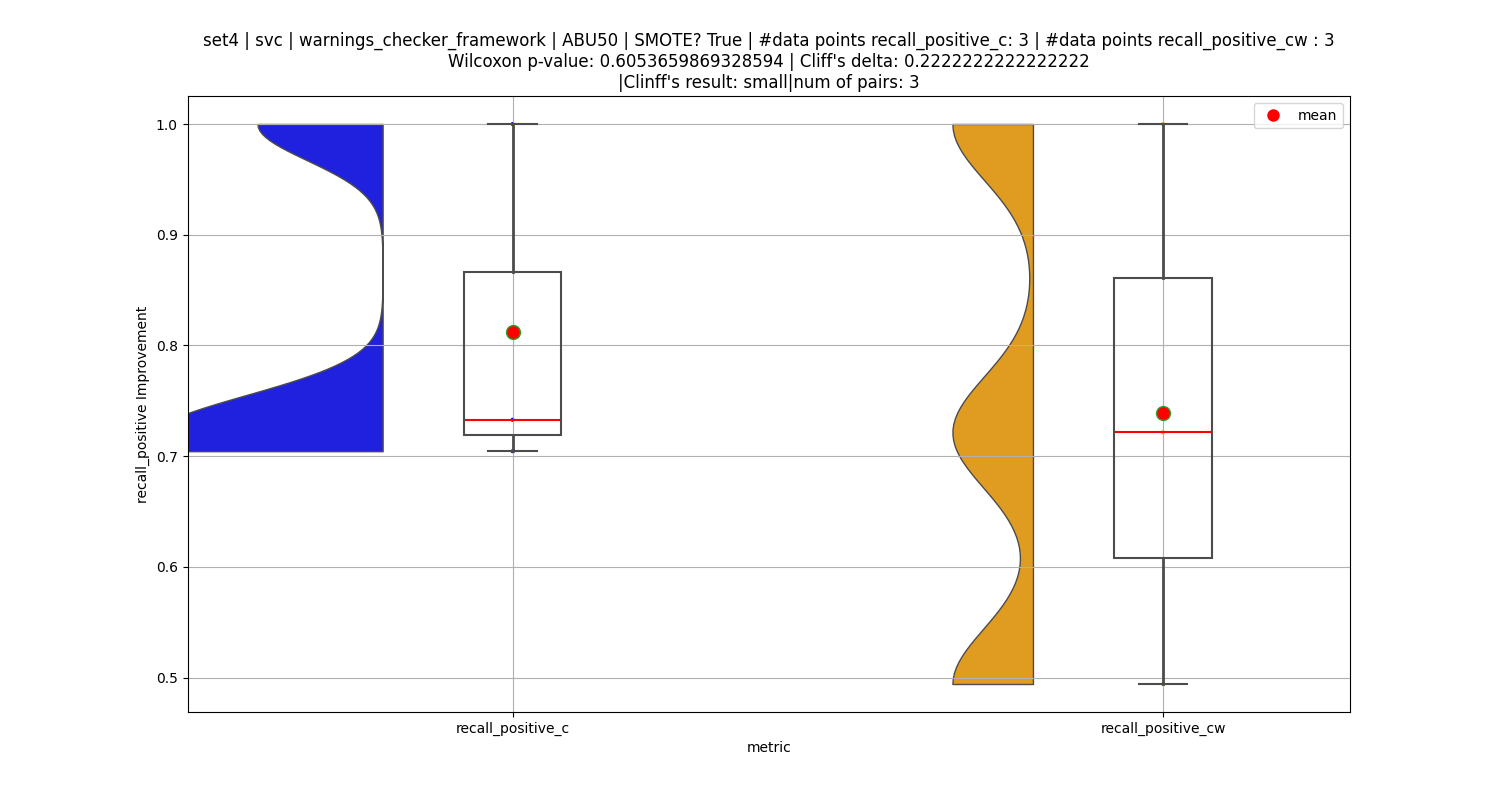 set4 | svc | warnings_checker_framework | ABU50 | SMOTE? True | #data points recall_positive_c: 3 | #data points recall_positive_cw : 3
Wilcoxon p-value: 0.6053659869328594 | Cliff's delta: 0.2222222222222222
|Clinff's result: small|num of pairs: 3
mean
1.0
0.9
0.8
0.7
0.6
0.5
recall_positive Improvement
recall_positive_c
recall_positive_cw
metric